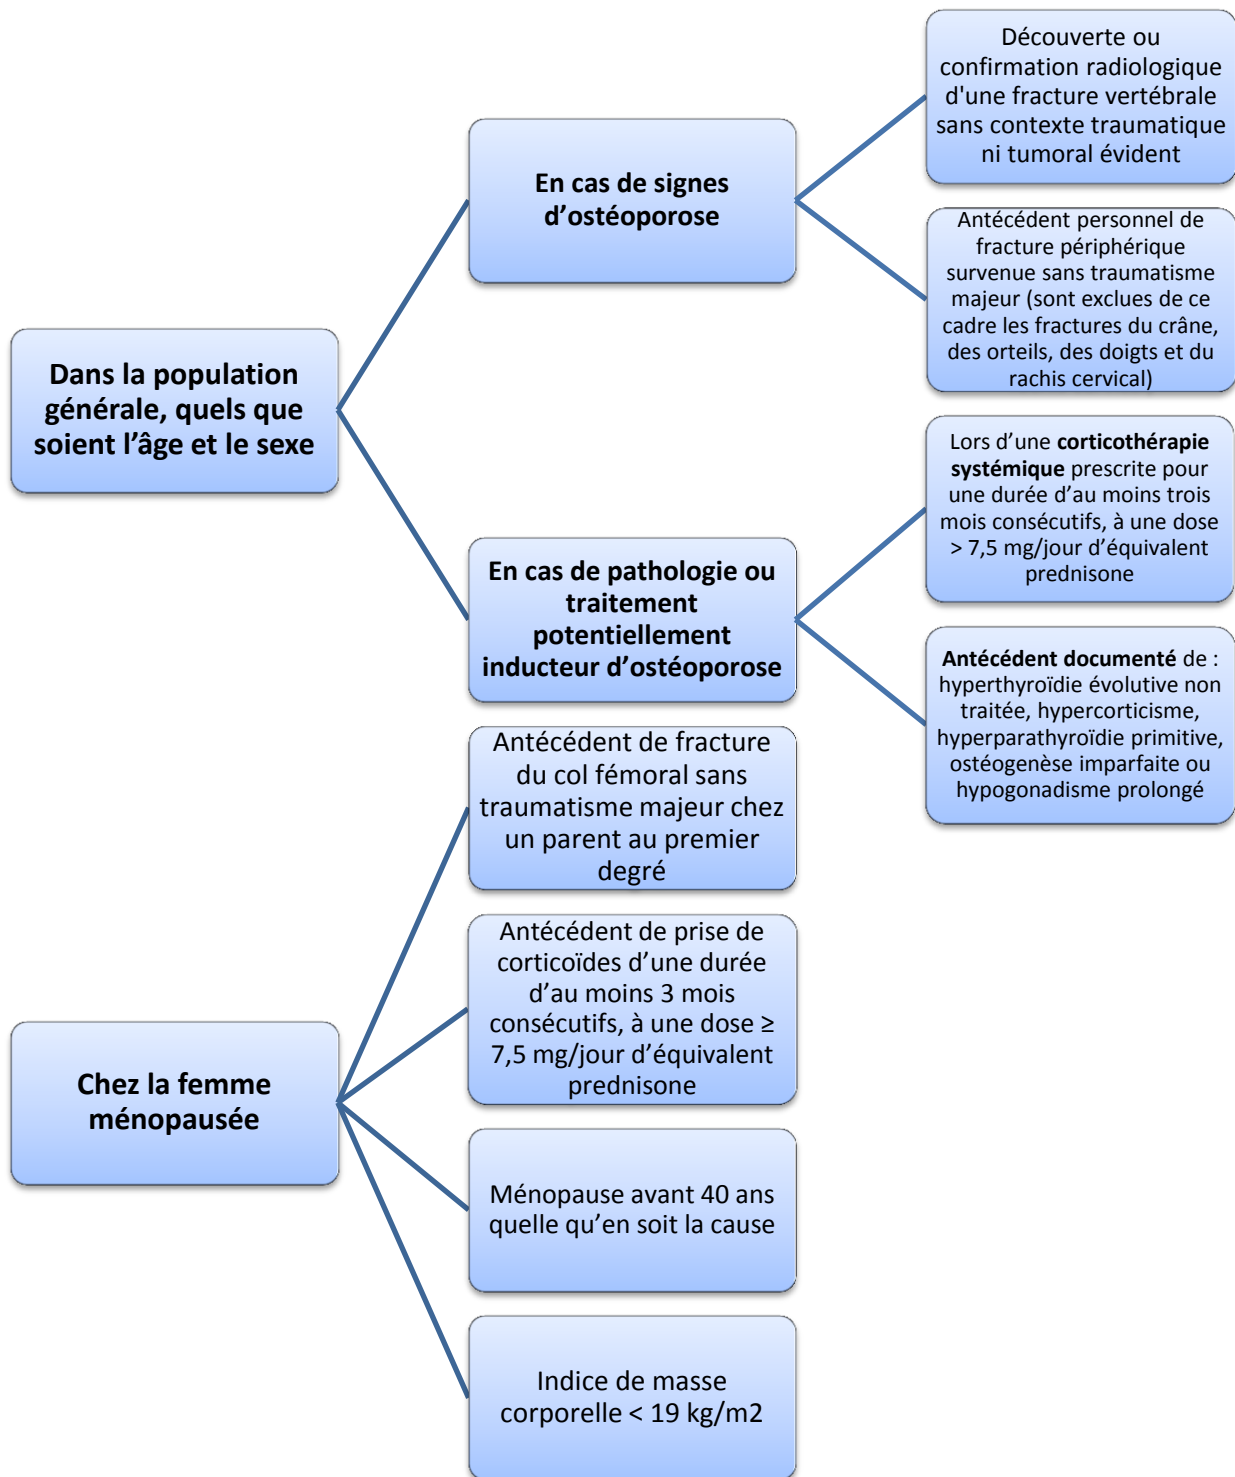 Dans la population
générale, quels que
soient l'âge et le sexe
En cas de signes
d'ostéoporose
Découverte ou
confirmation radiologique
d'une fracture vertébrale
sans contexte traumatique
ni tumoral évident
Antécédent personnel de
fracture périphérique
survenue sans traumatisme
majeur (sont exclues de ce
cadre les fractures du crâne,
des orteils, des doigts et du
rachis cervical)
En cas de pathologie ou
traitement
potentiellement
inducteur d'ostéoporose
Lors d'une corticothérapie
systémique prescrite pour
une durée d'au moins trois
mois consécutifs, à une dose
> 7,5 mg/jour d'équivalent
prednisone
Antécédent documenté de :
hyperthyroïdie évolutive non
traitée, hypercorticisme,
hyperparathyroïdie primitive,
ostéogenèse imparfaite ou
hypogonadisme prolongé
Chez la femme
ménopausée
Antécédent de fracture
du col fémoral sans
traumatisme majeur chez
un parent au premier
degré
Antécédent de prise de
corticoïdes d'une durée
d'au moins 3 mois
consécutifs, à une dose ≥
7,5 mg/jour d'équivalent
prednisone
Ménopause avant 40 ans
quelle qu'en soit la cause
Indice de masse
corporelle < 19 kg/m2